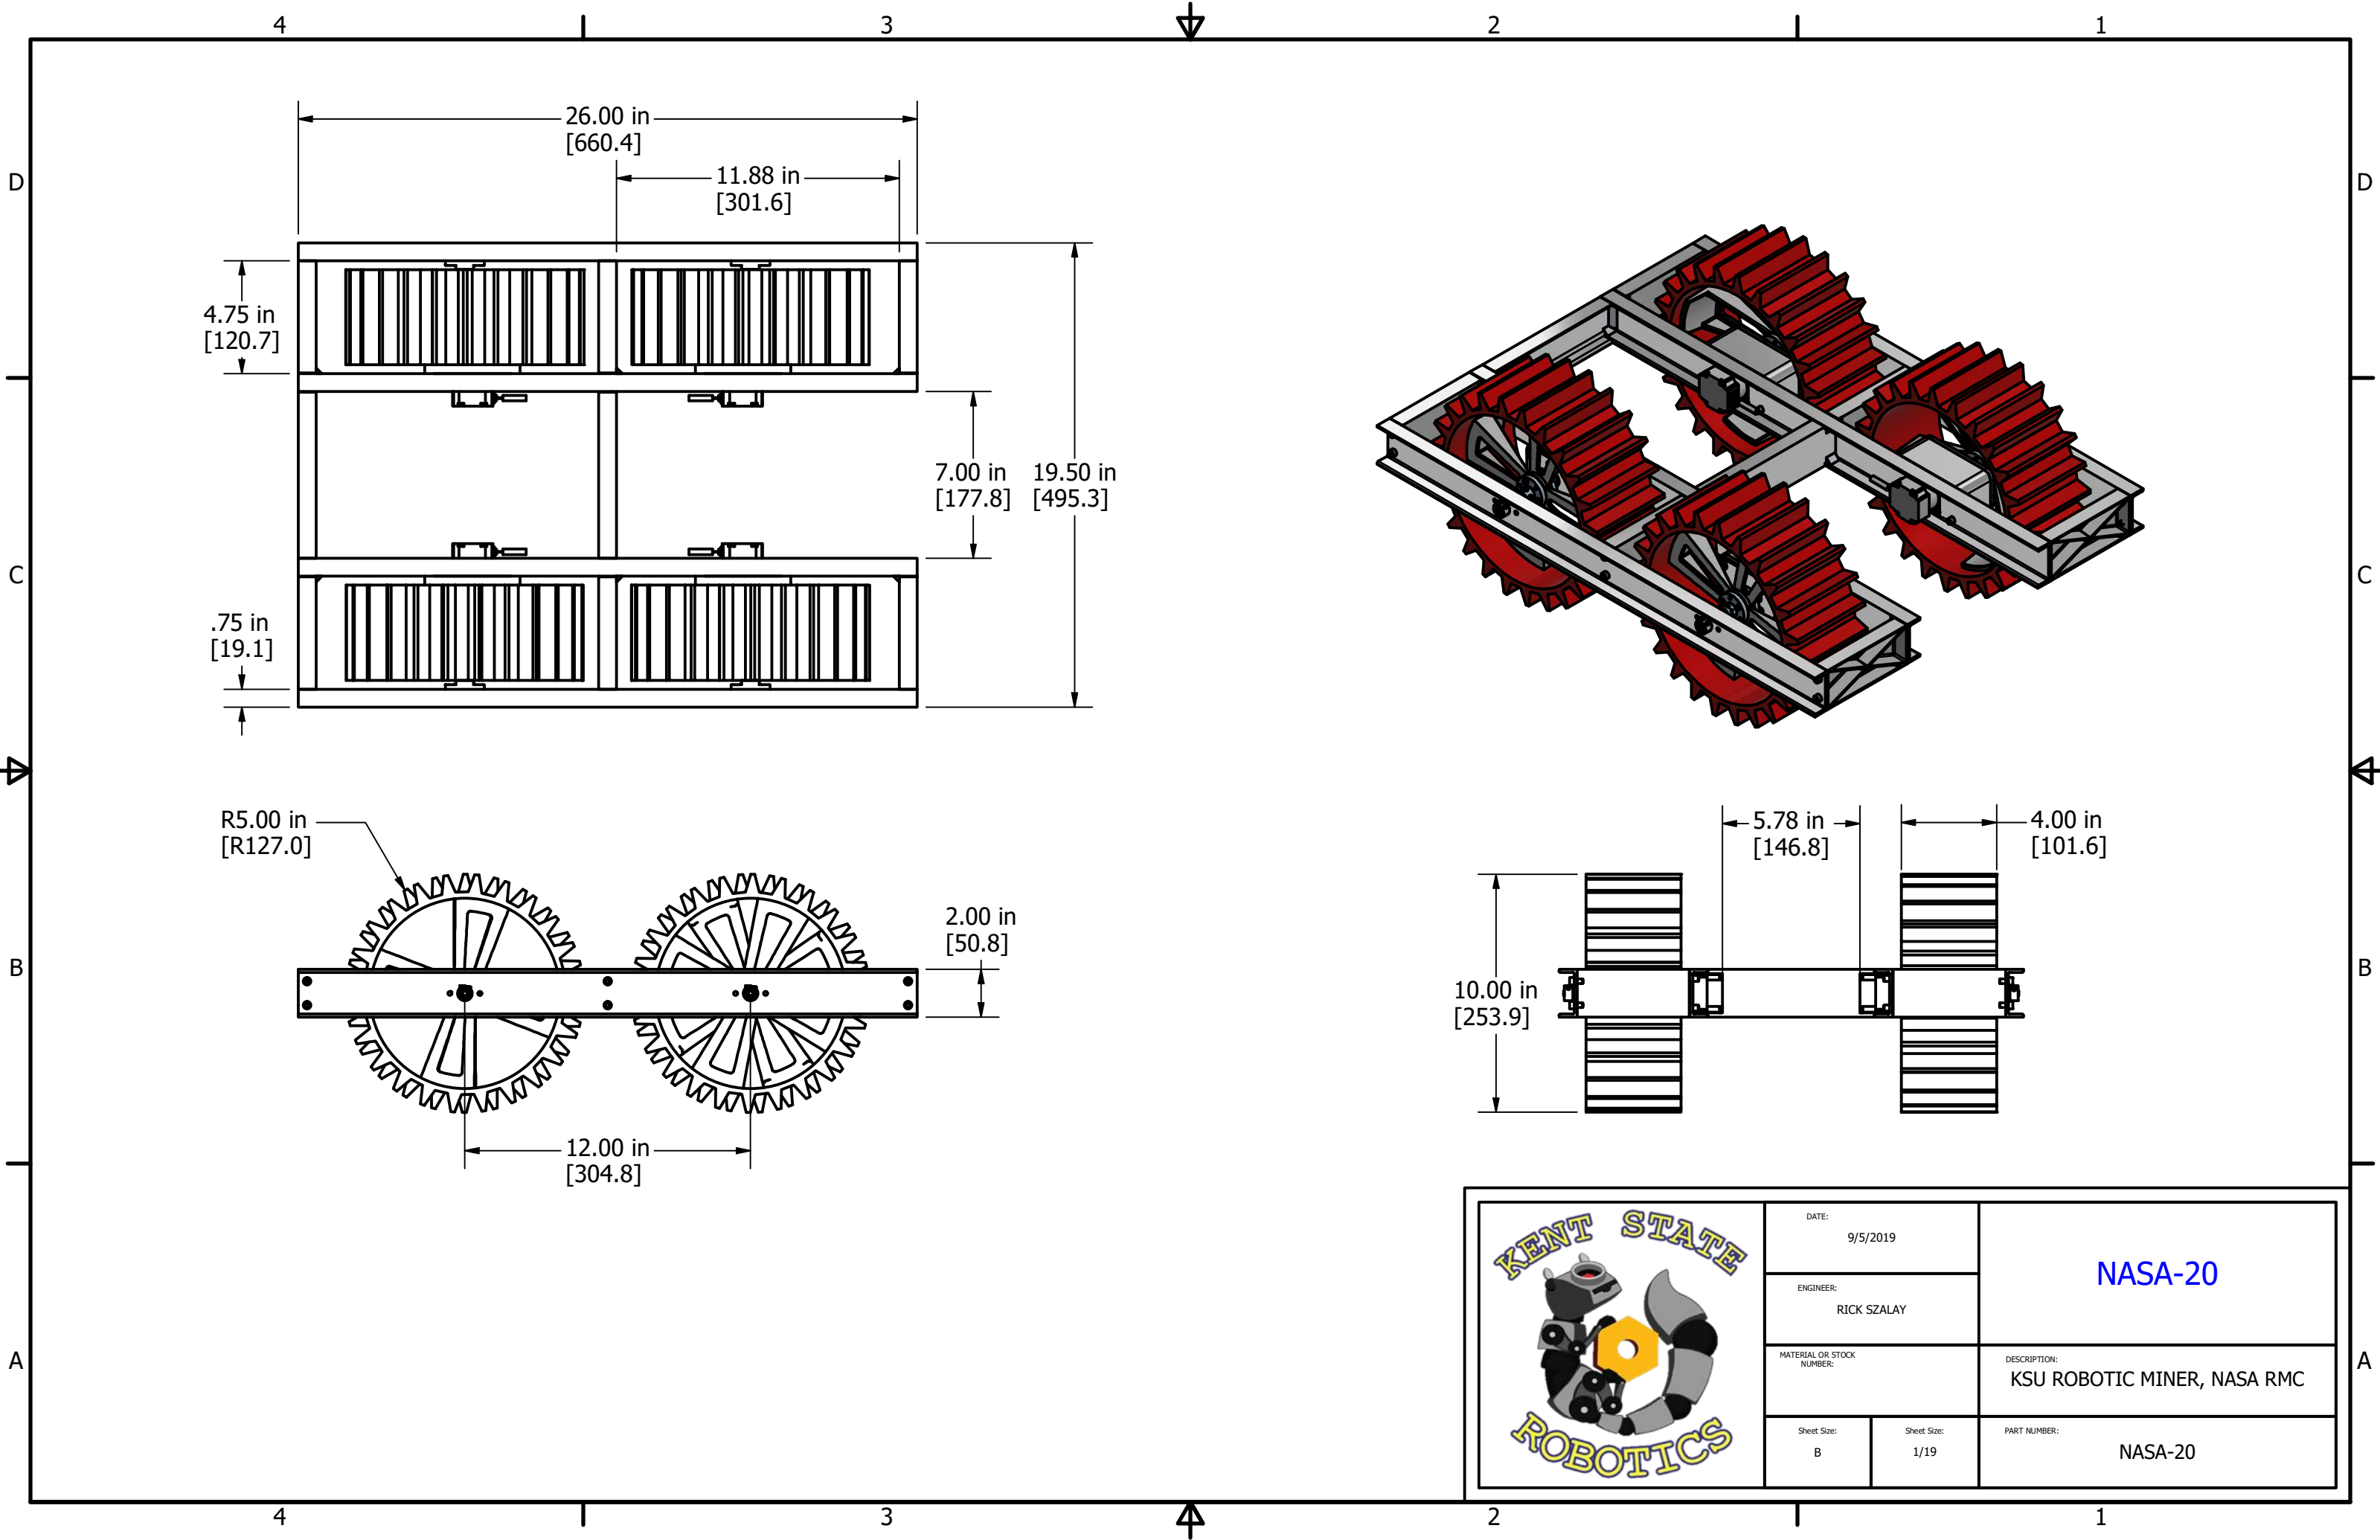 4
3
2
1
D
D
C
C
B
B
A
A
26.00 in
[660.4]
11.88 in
[301.6]
4.75 in
[120.7]
7.00 in
[177.8]
19.50 in
[495.3]
.75 in
[19.1]
R5.00 in
[R127.0]
2.00 in
[50.8]
12.00 in
[304.8]
5.78 in
[146.8]
4.00 in
[101.6]
10.00 in
[253.9]
KENT STATE
ROBOTICS
DATE:
9/5/2019
ENGINEER:
RICK SZALAY
MATERIAL OR STOCK
NUMBER:
Sheet Size:
B
Sheet Size:
1/19
NASA-20
DESCRIPTION:
KSU ROBOTIC MINER, NASA RMC
PART NUMBER:
NASA-20
4
3
2
1